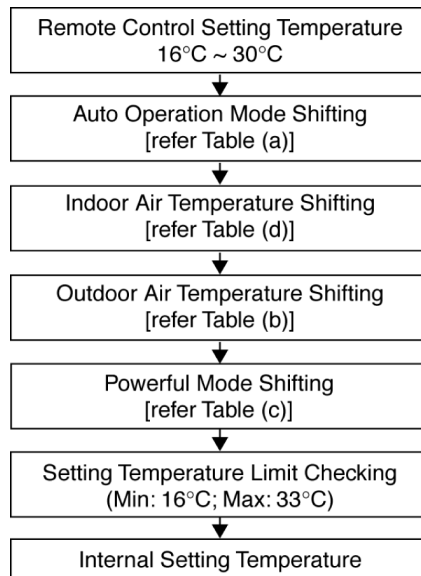 Remote Control Setting Temperature
16°C ~ 30°C
Auto Operation Mode Shifting
[refer Table (a)]
Indoor Air Temperature Shifting
[refer Table (d)]
Outdoor Air Temperature Shifting
[refer Table (b)]
Powerful Mode Shifting
[refer Table (c)]
Setting Temperature Limit Checking
(Min: 16°C; Max: 33°C)
Internal Setting Temperature